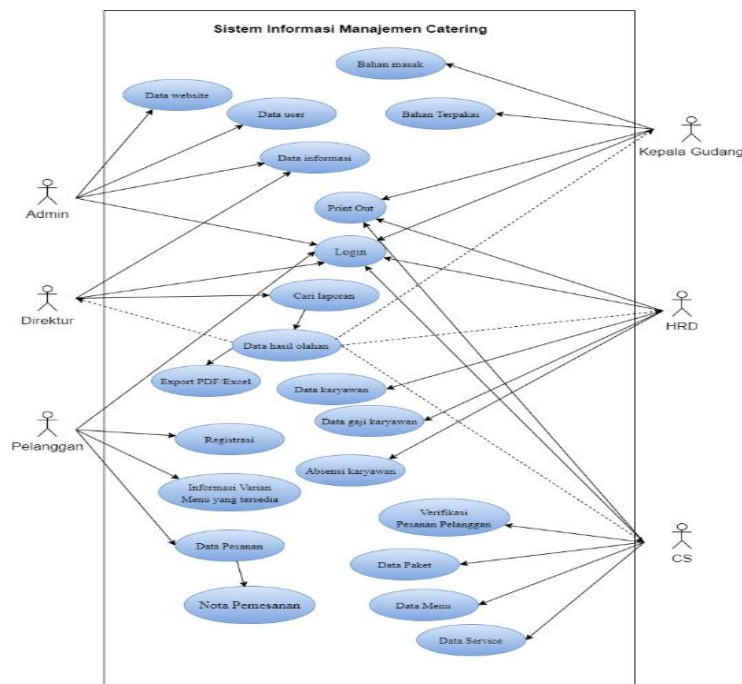 Sistem Informasi Manajemen Catering
Bahan masak
Data website
Data user
Bahan Terpakai
Kepala Gudang
Data informasi
Admin
Print Out
Login
Cari laporan
Direktur
HRD
Data hasil olahan
Export PDF/Excel
Data karyawan
Data gaji karyawan
Pelanggan
Registrasi
Absensi karyawan
Informasi Varian
Menu yang tersedia
Verifikasi
Pesanan Pelanggan
Data Pesanan
CS
Data Paket
Nota Pemesanan
Data Menu
Data Service